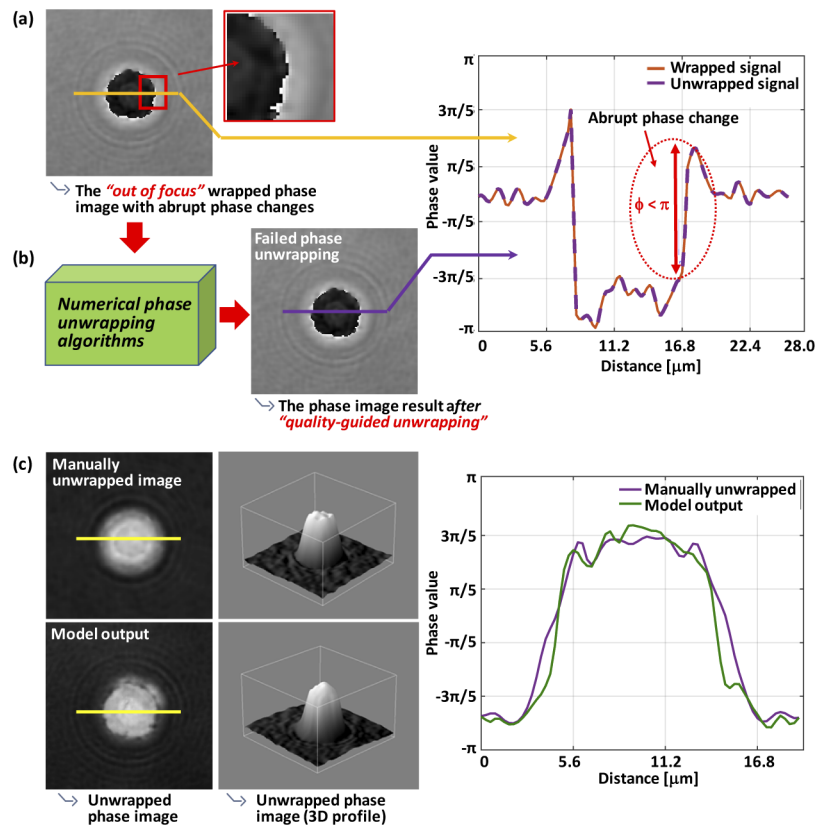 (a)
The "out of focus" wrapped phase
image with abrupt phase changes
Wrapped signal
Unwrapped signal
Abrupt phase change
ϕ < π
Phase value
π
3π/5
π/5
-π/5
-3π/5
-π
0
5.6
11.2
16.8
22.4
28.0
Distance [μm]
(b)
Numerical phase
unwrapping
algorithms
Failed phase
unwrapping
The phase image result after
"quality-guided unwrapping"
(c)
Manually
unwrapped image
Model output
Unwrapped
phase image
Unwrapped phase
image (3D profile)
Manually unwrapped
Model output
Phase value
π
3π/5
π/5
-π/5
-3π/5
-π
0
5.6
11.2
16.8
Distance [μm]